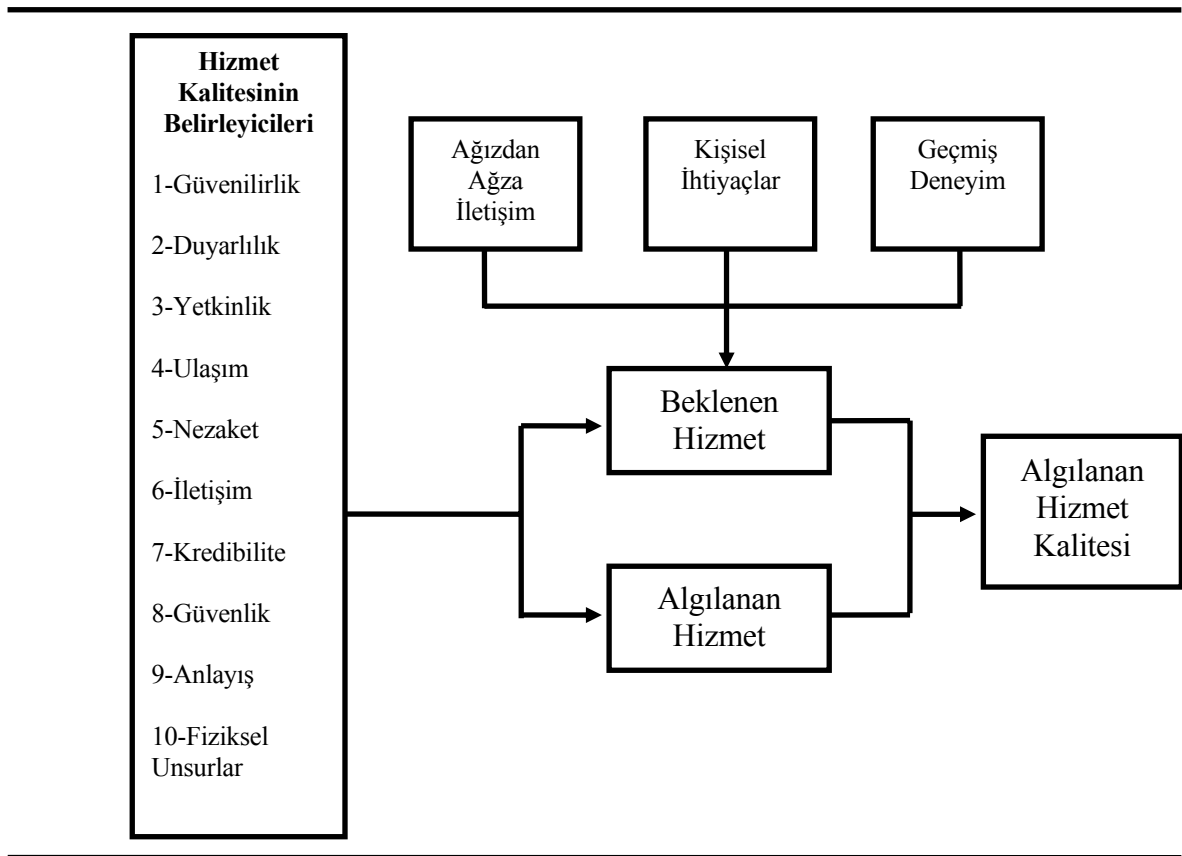 Hizmet
Kalitesinin
Belirleyicileri
1-Güvenilirlik
2-Duyarlılık
3-Yetkinlik
4-Ulaşım
5-Nezaket
6-İletişim
7-Kredibilite
8-Güvenlik
9-Anlayış
10-Fiziksel
Unsurlar
Ağızdan
Ağza
İletişim
Kişisel
İhtiyaçlar
Geçmiş
Deneyim
Beklenen
Hizmet
Algılanan
Hizmet
Algılanan
Hizmet
Kalitesi